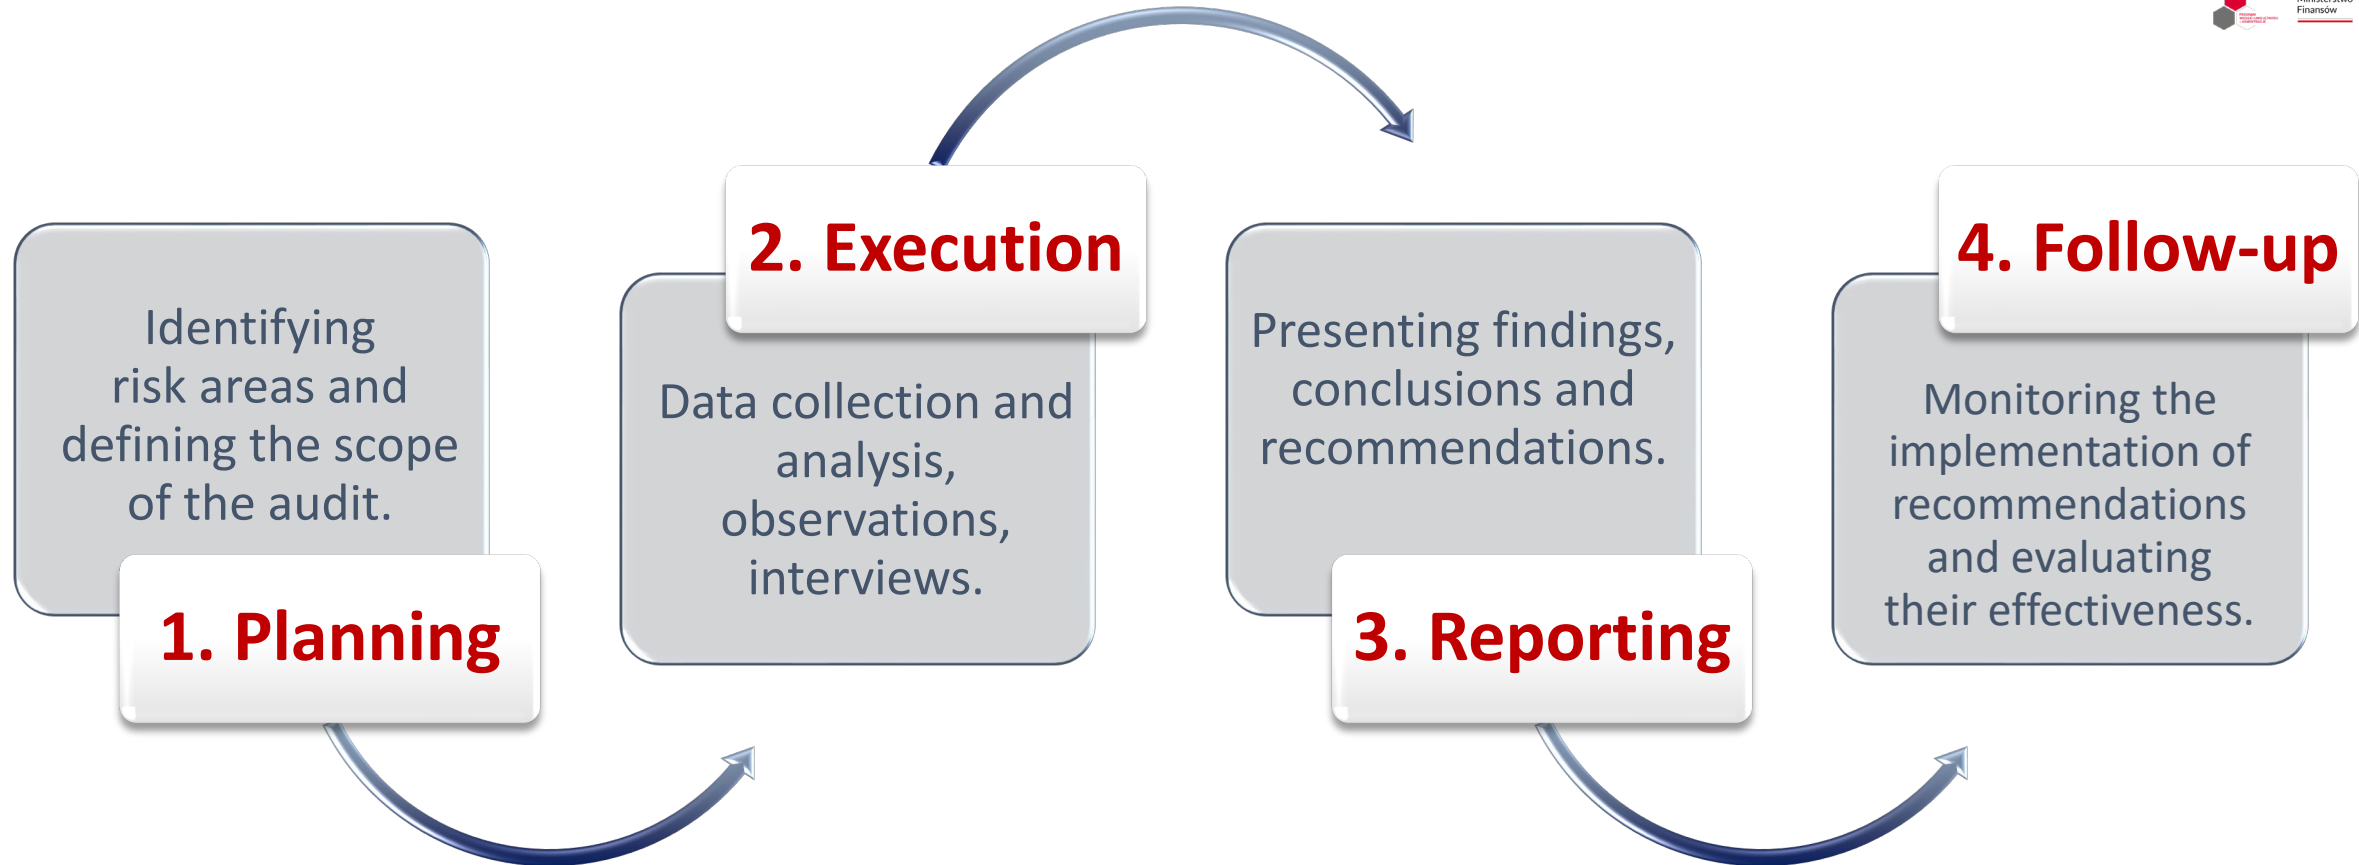 Finansów
Identifying
risk areas and
defining the scope
of the audit.
1. Planning
2. Execution
Data collection and
analysis,
observations,
interviews.
Presenting findings,
conclusions and
recommendations.
3. Reporting
4. Follow-up
Monitoring the
implementation of
recommendations
and evaluating
their effectiveness.